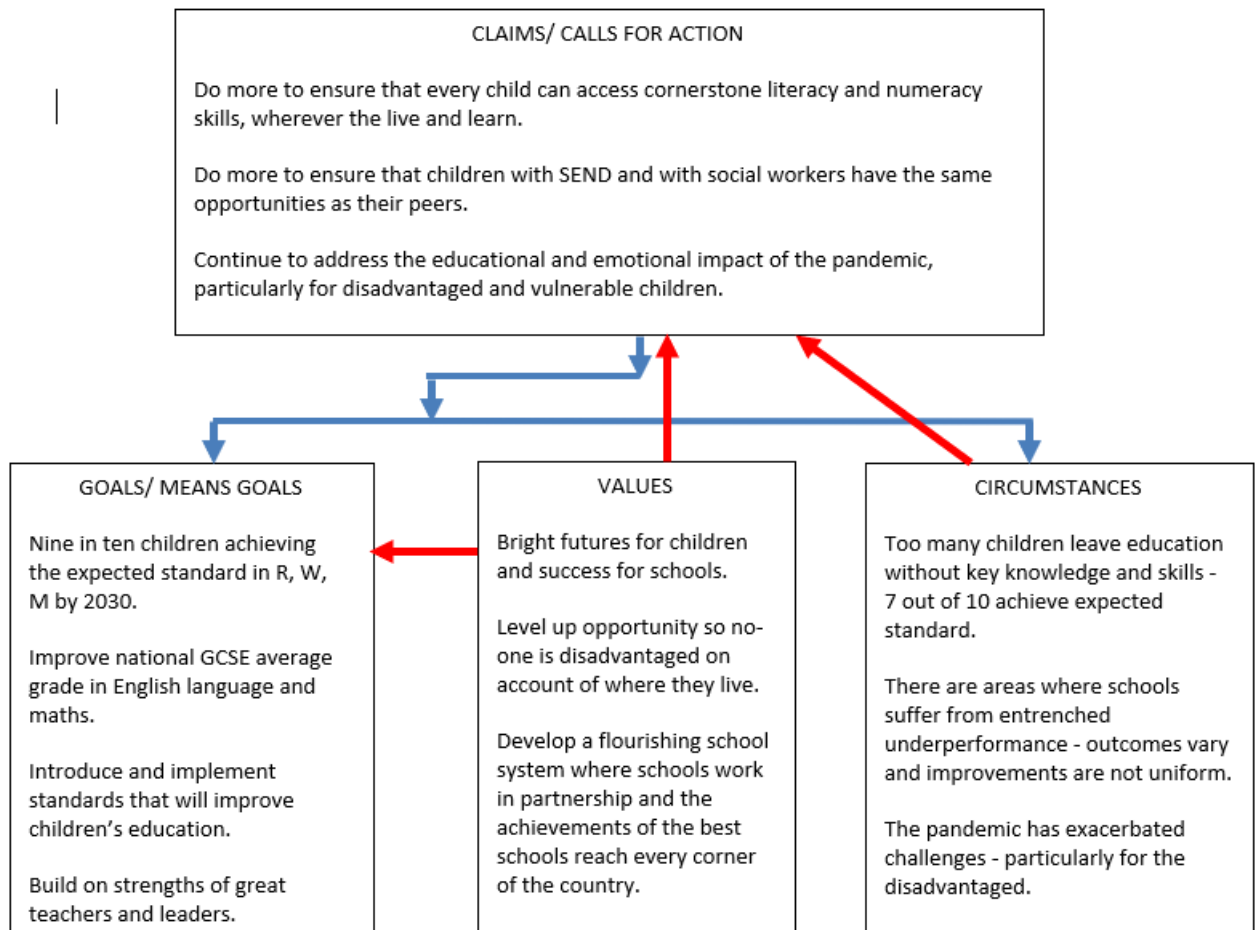 CLAIMS/ CALLS FOR ACTION
Do more to ensure that every child can access cornerstone literacy and numeracy
skills, wherever the live and learn.
Do more to ensure that children with SEND and with social workers have the same
opportunities as their peers.
Continue to address the educational and emotional impact of the pandemic,
particularly for disadvantaged and vulnerable children.
GOALS/ MEANS GOALS
Nine in ten children achieving
the expected standard in R, W,
M by 2030.
Improve national GCSE average
grade in English language and
maths.
Introduce and implement
standards that will improve
children’s education.
Build on strengths of great
teachers and leaders.
VALUES
Bright futures for children
and success for schools.
Level up opportunity so no-
one is disadvantaged on
account of where they live.
Develop a flourishing school
system where schools work
in partnership and the
achievements of the best
schools reach every corner
of the country.
CIRCUMSTANCES
Too many children leave education
without key knowledge and skills -
7 out of 10 achieve expected
standard.
There are areas where schools
suffer from entrenched
underperformance - outcomes vary
and improvements are not uniform.
The pandemic has exacerbated
challenges - particularly for the
disadvantaged.